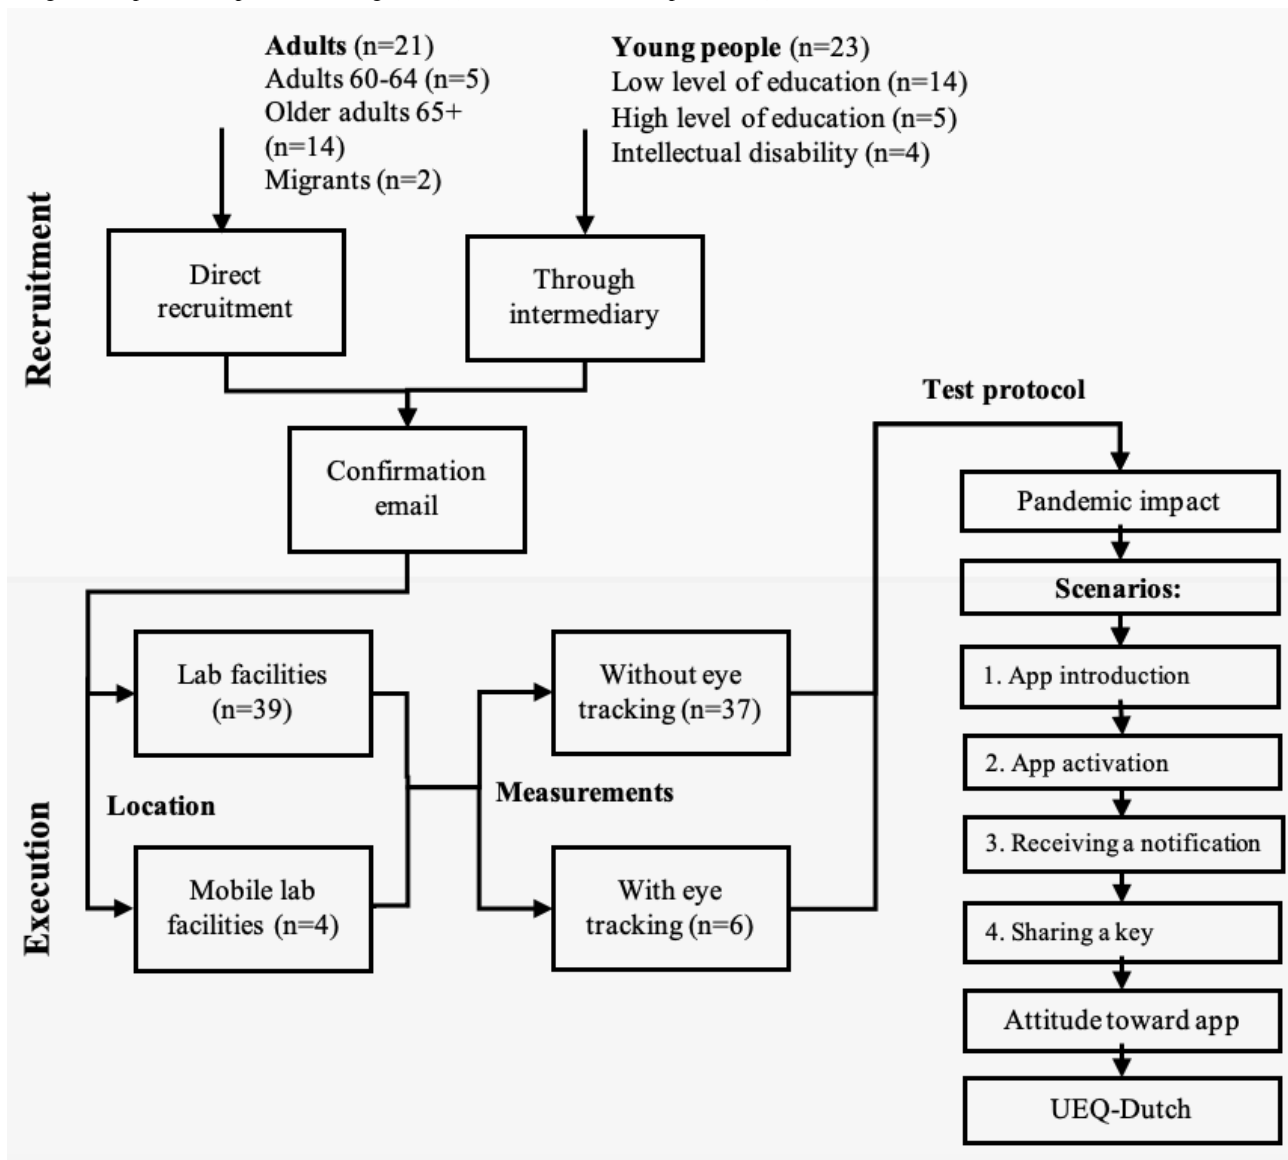 Adults (n=21)
Adults 60-64 (n=5)
Older adults 65+
(n=14)
Migrants (n=2)
Young people (n=23)
Low level of education (n=14)
High level of education (n=5)
Intellectual disability (n=4)
Recruitment
Direct
recruitment
Through
intermediary
Confirmation
email
Execution
Lab facilities
(n=39)
Location
Mobile lab
facilities (n=4)
Without eye
tracking (n=37)
Measurements
With eye
tracking (n=6)
Test protocol
Pandemic impact
Scenarios:
1. App introduction
2. App activation
3. Receiving a notification
4. Sharing a key
Attitude toward app
UEQ-Dutch